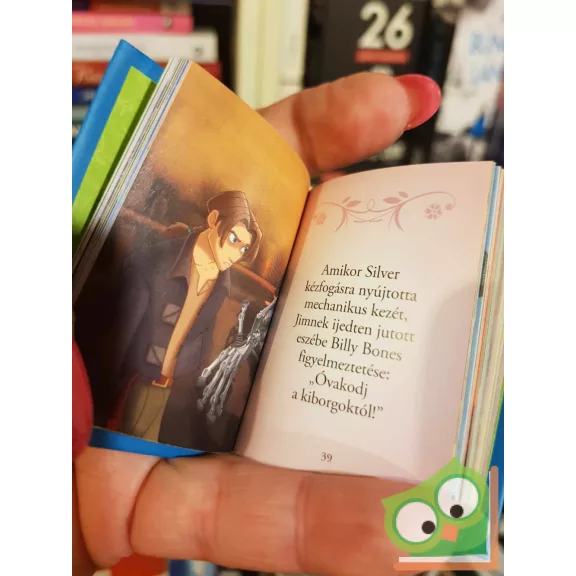 26
Amikor Silver
kézfogásra nyújtotta
mechanikus kezét,
Jimnek ijedten jutott
eszébe Billy Bones
figyelmeztetése:
„Óvakodj
a kiborgoktól!”
39